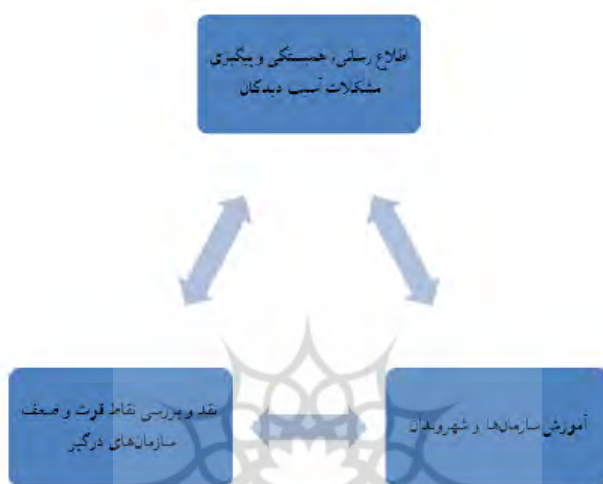 اطلاع رسانی، همبستگی و پیگیری
مشکلات آسیب دیدگان
نقد و بررسی نقاط قوت و ضعف
سازمان‌های درگیر
آموزش سازمان‌ها و شهروندان